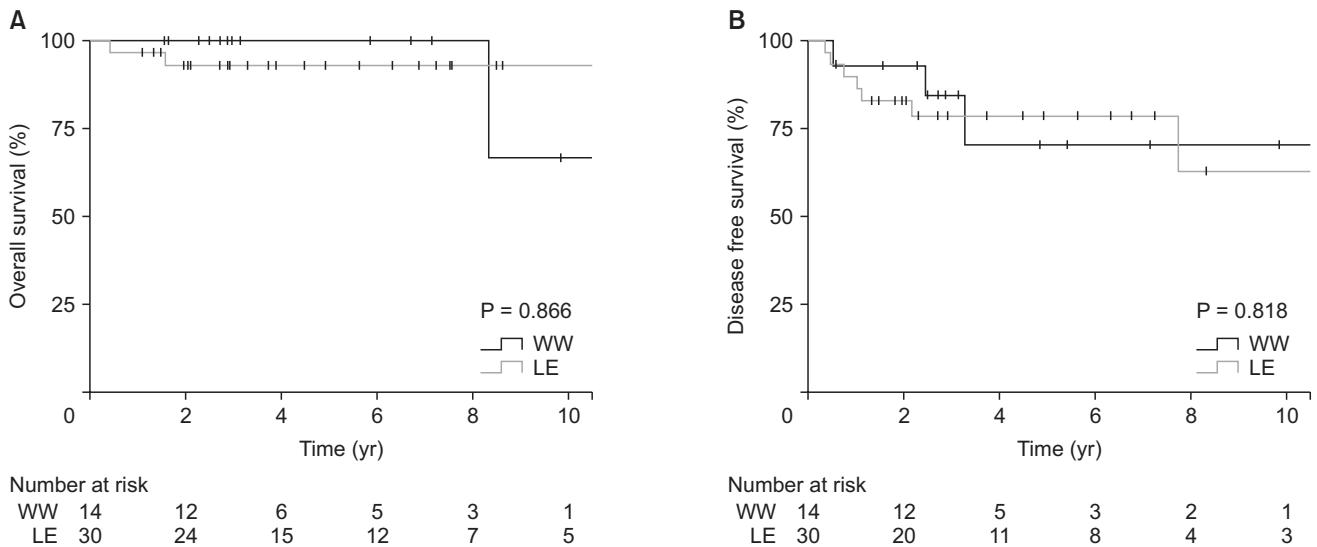 A
100
75
50
25
0
2
4
6
8
10
Overall survival (%)
Time (yr)
P = 0.866
WW
LE
Number at risk
WW 14 12 6 5 3 1
LE 30 24 15 12 7 5
B
100
75
50
25
0
2
4
6
8
10
Disease free survival (%)
Time (yr)
P = 0.818
WW
LE
Number at risk
WW 14 12 5 3 2 1
LE 30 20 11 8 4 3